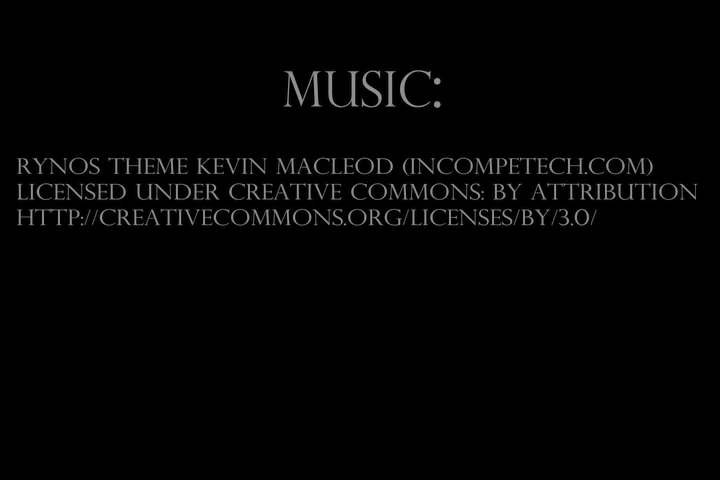 MUSIC:
RYNOS THEME KEVIN MACLEOD (INCOMPETECH.COM)
LICENSED UNDER CREATIVE COMMONS: BY ATTRIBUTION
HTTP://CREATIVECOMMONS.ORG/LICENSES/BY/3.0/